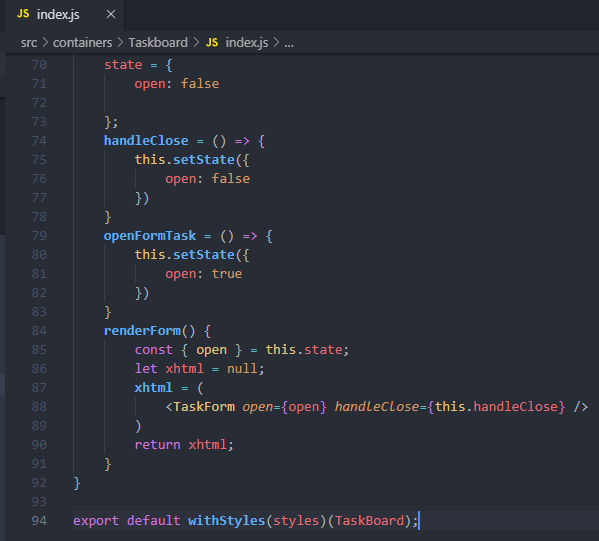 JS index.js ×
src > containers > Taskboard > JS index.js > ...
70     state = {
71         open: false
72
73     };
74     handleClose = () => {
75         this.setState({
76             open: false
77         })
78     }
79     openFormTask = () => {
80         this.setState({
81             open: true
82         })
83     }
84     renderForm() {
85         const { open } = this.state;
86         let xhtml = null;
87         xhtml = (
88             <TaskForm open={open} handleClose={this.handleClose} />
89         )
90         return xhtml;
91     }
92 }
93
94 export default withStyles(styles)(TaskBoard);